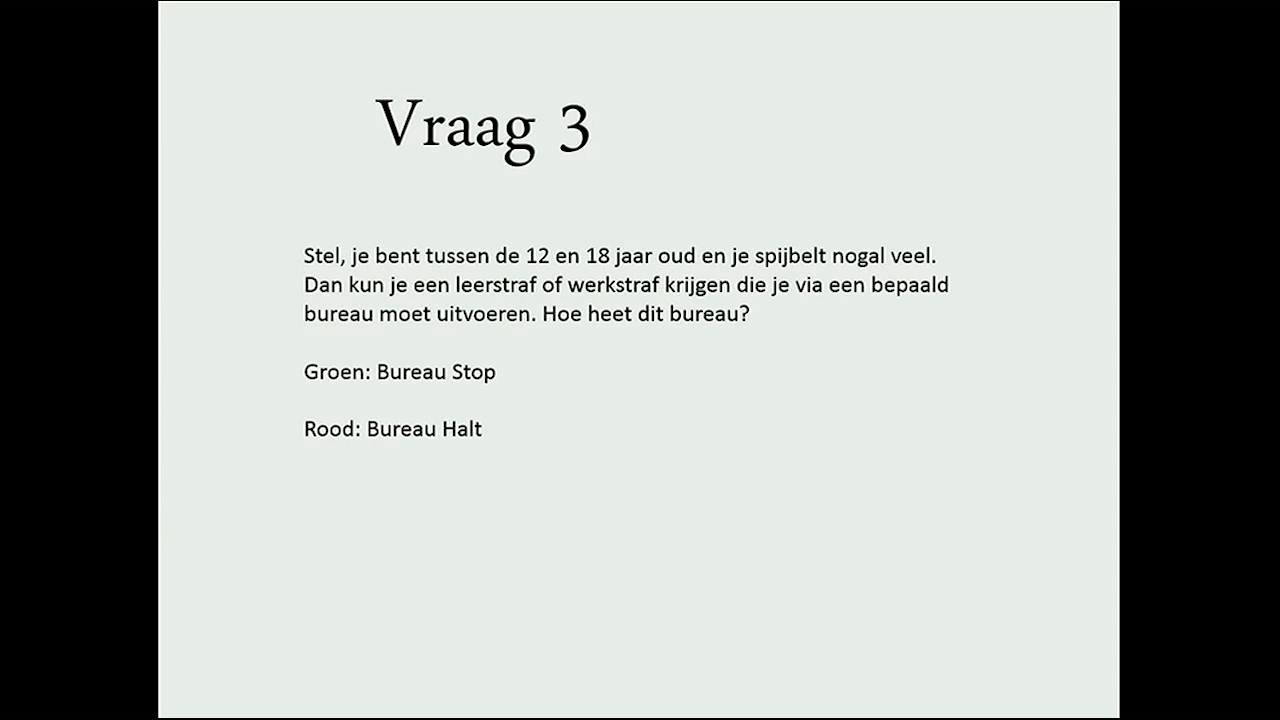 Vraag 3
Stel, je bent tussen de 12 en 18 jaar oud en je spijbelt nogal veel.
Dan kun je een leerstraf of werkstraf krijgen die je via een bepaald
bureau moet uitvoeren. Hoe heet dit bureau?
Groen: Bureau Stop
Rood: Bureau Halt